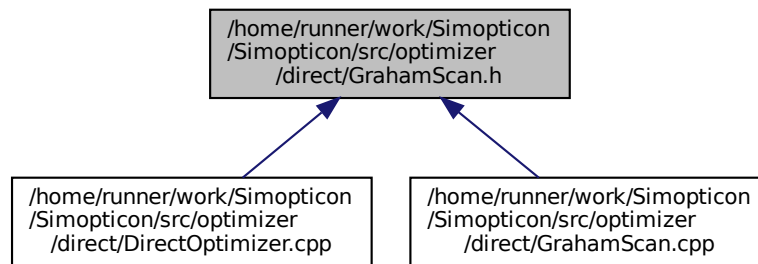 /home/runner/work/Simopticon
/Simopticon/src/optimizer
/direct/GrahamScan.h
/home/runner/work/Simopticon
/Simopticon/src/optimizer
/direct/DirectOptimizer.cpp
/home/runner/work/Simopticon
/Simopticon/src/optimizer
/direct/GrahamScan.cpp